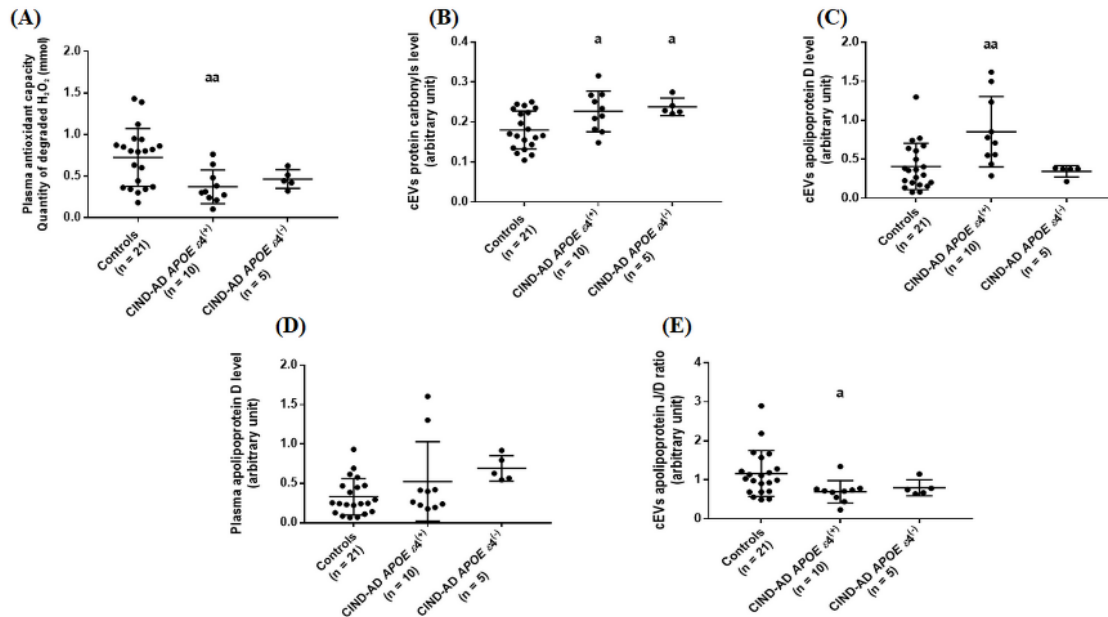 (A)
Plasma antioxidant capacity
Quantity of degraded H₂O₂ (mmol)
2.0
1.5
1.0
0.5
0.0
aa
Controls
(n = 21)
CIND-AD APOE ε4(+)
(n = 10)
CIND-AD APOE ε4(-)
(n = 5)
(B)
cEVs protein carbonyls level
(arbitrary unit)
0.4
0.3
0.2
0.1
0.0
a
a
Controls
(n = 21)
CIND-AD APOE ε4(+)
(n = 10)
CIND-AD APOE ε4(-)
(n = 5)
(C)
cEVs apolipoprotein D level
(arbitrary unit)
2.0
1.5
1.0
0.5
0.0
aa
Controls
(n = 21)
CIND-AD APOE ε4(+)
(n = 10)
CIND-AD APOE ε4(-)
(n = 5)
(D)
Plasma apolipoprotein D level
(arbitrary unit)
2.0
1.5
1.0
0.5
0.0
Controls
(n = 21)
CIND-AD APOE ε4(+)
(n = 10)
CIND-AD APOE ε4(-)
(n = 5)
(E)
cEVs apolipoprotein J/D ratio
(arbitrary unit)
4
3
2
1
0
a
Controls
(n = 21)
CIND-AD APOE ε4(+)
(n = 10)
CIND-AD APOE ε4(-)
(n = 5)